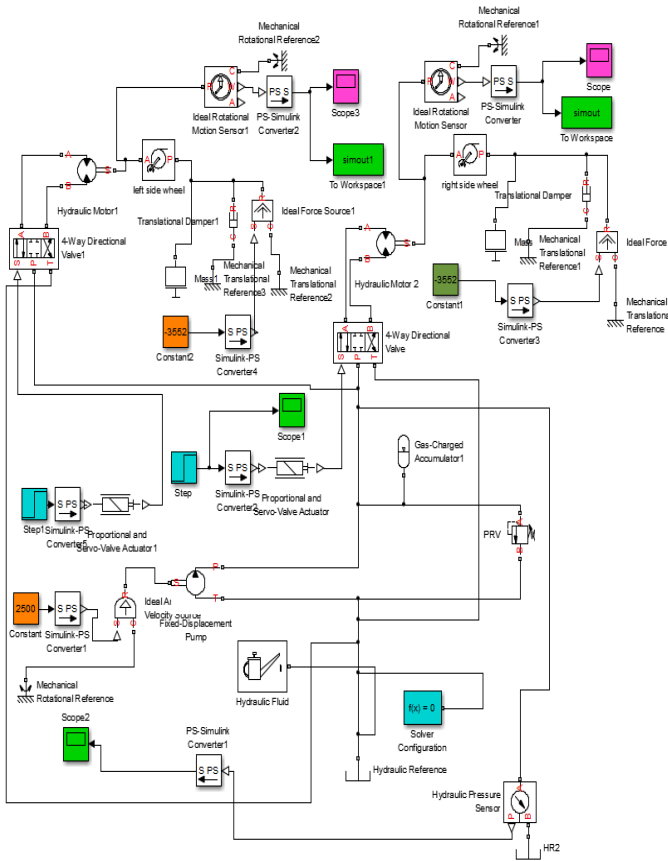 Mechanical
Rotational Reference2
C
R
W
A
Ideal Rotational
Motion Sensor1
PS S
PS-Simulink
Converter2
Scope3
simout1
To Workspace1
Mechanical
Rotational Reference1
C
R
W
A
Ideal Rotational
Motion Sensor
PS S
PS-Simulink
Converter
Scope
simout
To Workspace
A
B
S
Hydraulic Motor1
A P
left side wheel
A B
S P T
4-Way Directional
Valve1
Translational Damper1
R
C
Ideal Force Source1
R
S
C
Mass1
Mechanical
Translational
Reference3
Mechanical
Translational
Reference2
-3552
Constant2
S PS
Simulink-PS
Converter4
A
B
S
Hydraulic Motor 2
A P
right side wheel
Translational Damper
R
C
Mass
Mechanical
Translational
Reference1
Ideal Force
R
S
C
-3552
Constant1
S PS
Simulink-PS
Converter3
Mechanical
Translational
Reference
A B
S P T
4-Way Directional
Valve
Scope1
Step
S PS
Simulink-PS
Converter2
Proportional and
Servo-Valve Actuator
Gas-Charged
Accumulator1
Step1
S PS
Simulink-PS
Proportional and
Servo-Valve Actuator1
PRV
A
B
2500
Constant
S PS
Simulink-PS
Converter1
R
S
C
Velocity Source
S
P
T
Fixed-Displacement
Pump
Mechanical
Rotational Reference
Hydraulic Fluid
f(x) = 0
Solver
Configuration
Scope2
PS-Simulink
Converter1
S PS
Hydraulic Reference
Hydraulic Pressure
Sensor
A
P B
HR2